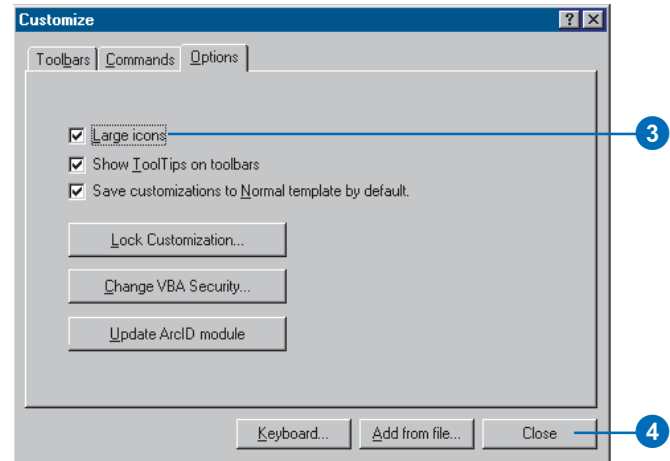 Customize
Toolbars Commands Options
Large icons
3
Show ToolTips on toolbars
Save customizations to Normal template by default.
Lock Customization...
Change VBA Security...
Update ArcID module
Keyboard... Add from file... Close
4